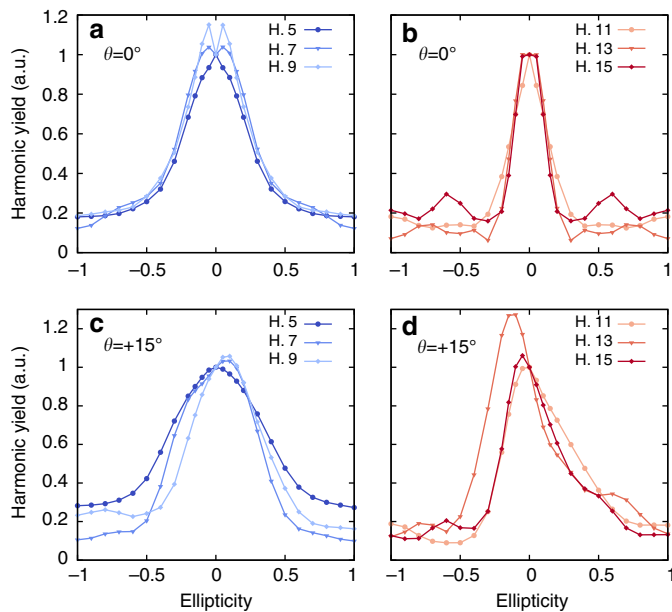 a
θ=0°
H. 5
H. 7
H. 9
Harmonic yield (a.u.)
1.2
1
0.8
0.6
0.4
0.2
0
−1
−0.5
0
0.5
1
b
θ=0°
H. 11
H. 13
H. 15
−1
−0.5
0
0.5
1
c
θ=+15°
H. 5
H. 7
H. 9
Harmonic yield (a.u.)
1.2
1
0.8
0.6
0.4
0.2
0
−1
−0.5
0
0.5
1
Ellipticity
d
θ=+15°
H. 11
H. 13
H. 15
−1
−0.5
0
0.5
1
Ellipticity